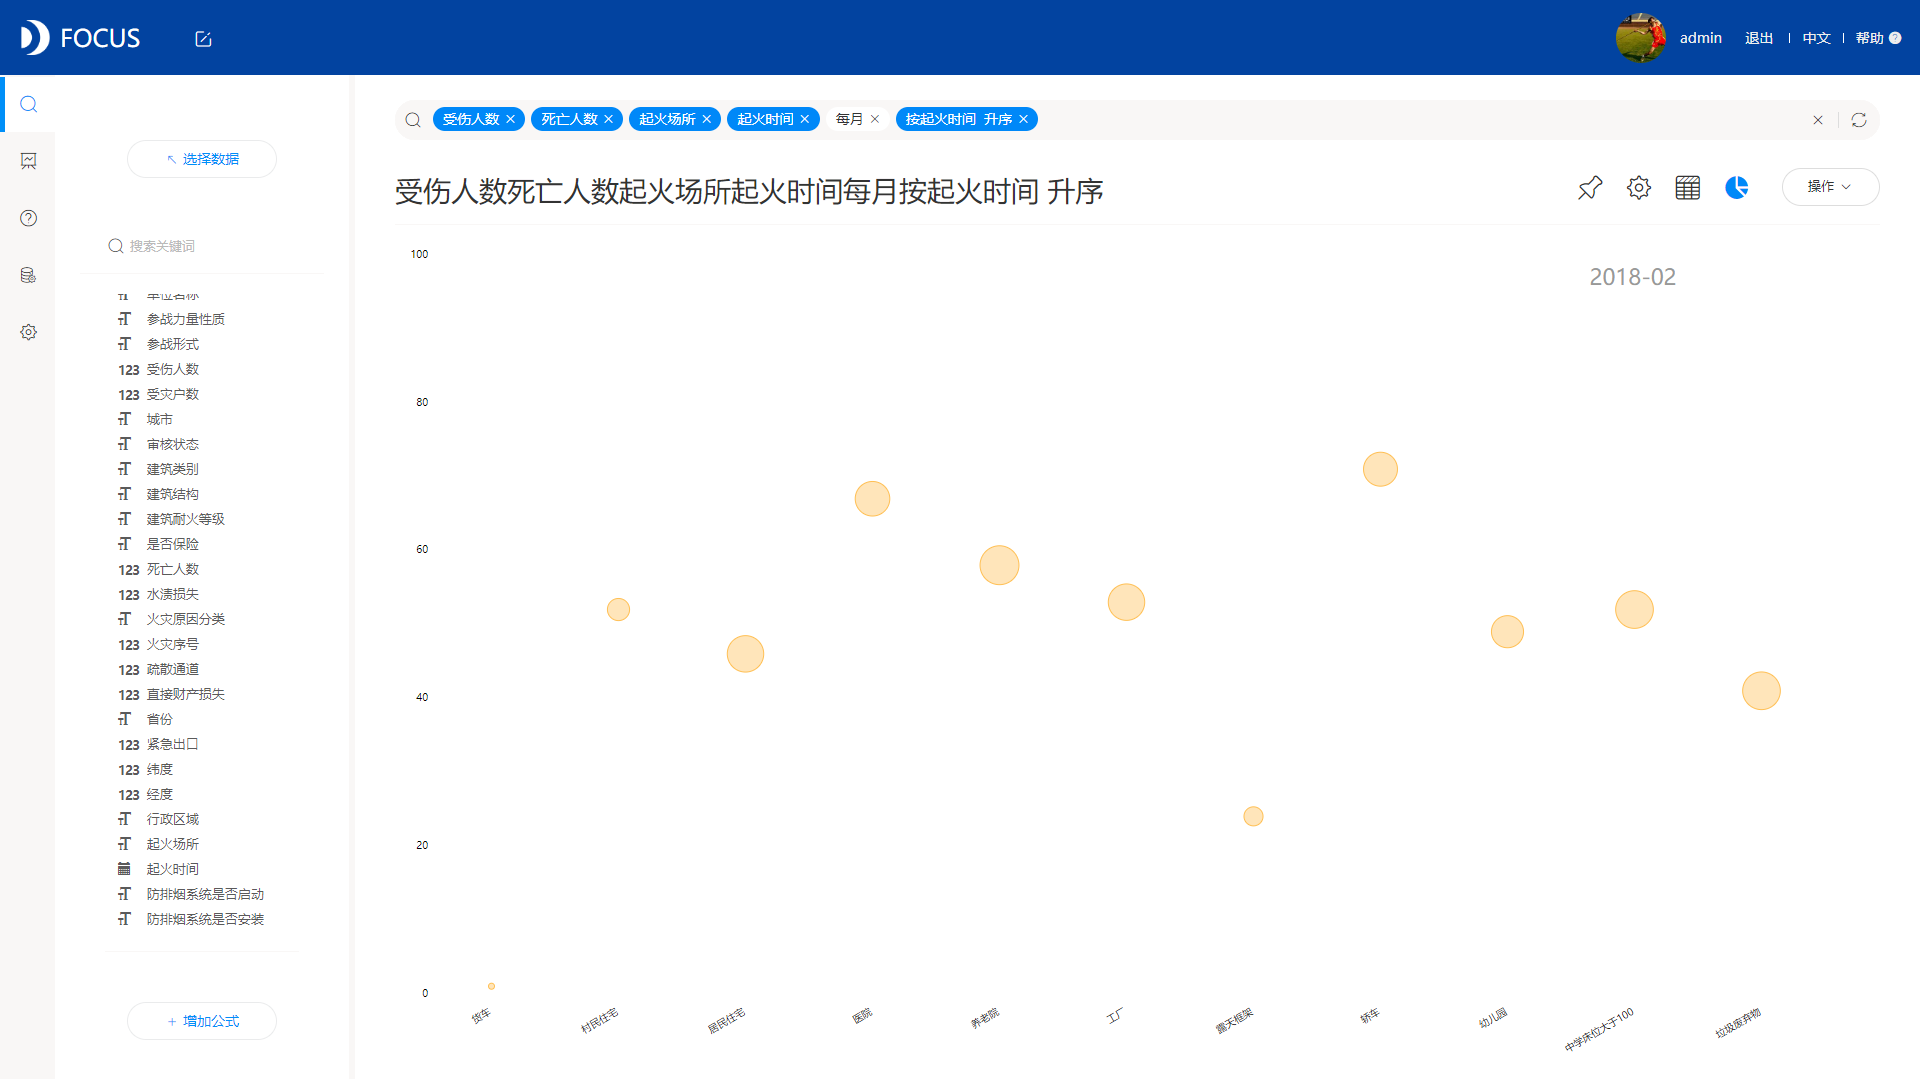 FOCUS
admin 退出 中文 帮助
选择数据
搜索关键词
单位名称
参战力量性质
参战形式
123 受伤人数
123 受灾户数
城市
审核状态
建筑类别
建筑结构
建筑耐火等级
是否保险
123 死亡人数
123 水渍损失
火灾原因分类
123 火灾序号
123 疏散通道
123 直接财产损失
省份
123 紧急出口
123 纬度
123 经度
行政区域
起火场所
起火时间
防排烟系统是否启动
防排烟系统是否安装
+ 增加公式
受伤人数 × 死亡人数 × 起火场所 × 起火时间 × 每月 × 按起火时间 升序 ×
受伤人数死亡人数起火场所起火时间每月按起火时间 升序
操作
2018-02
100
80
60
40
20
0
货车
村民住宅
居民住宅
医院
养老院
工厂
露天框架
轿车
幼儿园
中学床位大于100
垃圾废弃物